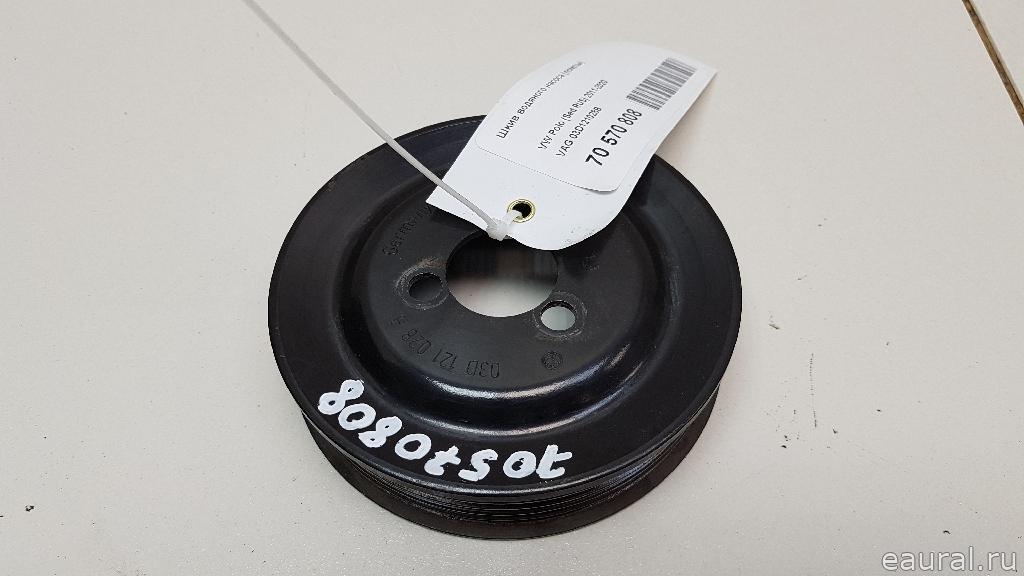 Шкив водяного насоса (помпы)
VW Polo (Sed RUS) 2011-2020
VAG 03D121028B
70 570 808
Germany
03D 121 028
70570808
eaural.ru